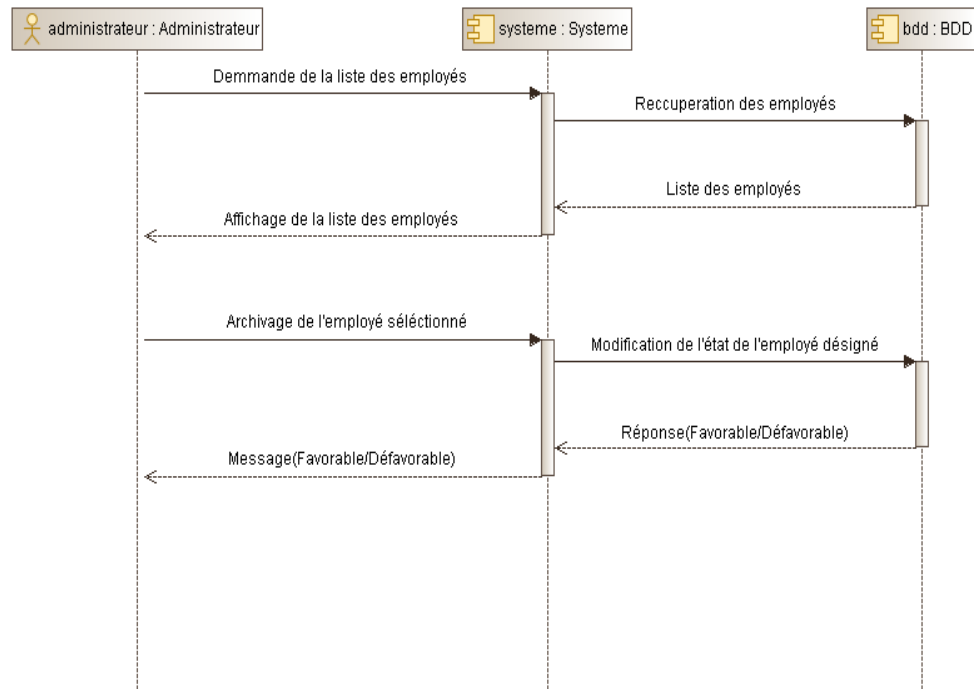 administrateur : Administrateur
systeme : Systeme
bdd : BDD
Demmande de la liste des employés
Reccuperation des employés
Liste des employés
Affichage de la liste des employés
Archivage de l'employé séléctionné
Modification de l'état de l'employé désigné
Réponse(Favorable/Défavorable)
Message(Favorable/Défavorable)